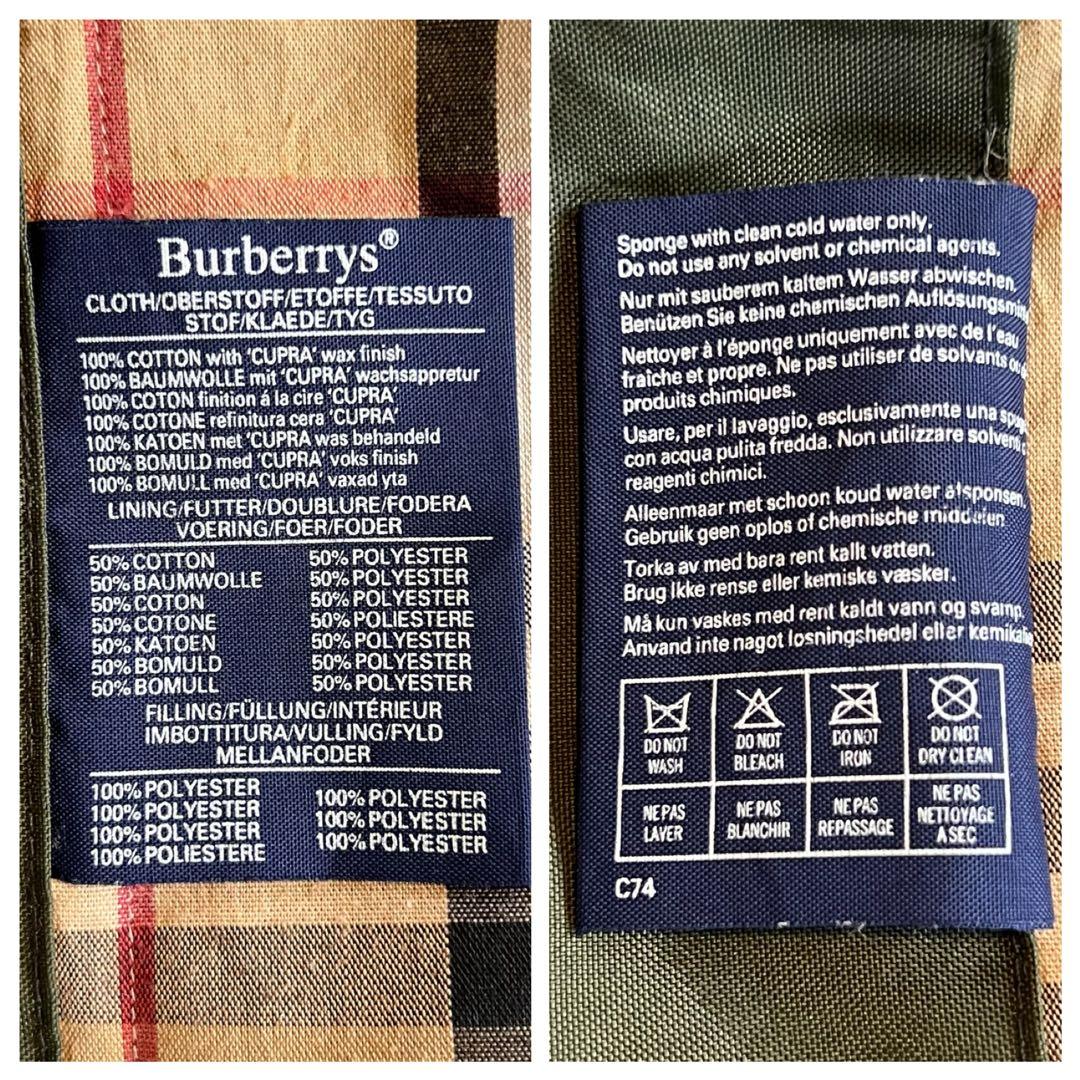 Burberrys®
CLOTH/OBERSTOFF/ETOFFE/TESSUTO
STOF/KLAEDE/TYG
100% COTTON with 'CUPRA' wax finish
100% BAUMWOLLE mit 'CUPRA' wachsappretur
100% COTON finition á la cire 'CUPRA'
100% COTONE refinitura cera 'CUPRA'
100% KATOEN met 'CUPRA was behandeld
100% BOMULD med 'CUPRA' voks finish
100% BOMULL med 'CUPRA' vaxad yta
LINING/FUTTER/DOUBLURE/FODERA
VOERING/FOER/FODER
50% COTTON 50% POLYESTER
50% BAUMWOLLE 50% POLYESTER
50% COTON 50% POLYESTER
50% COTONE 50% POLIESTERE
50% KATOEN 50% POLYESTER
50% BOMULD 50% POLYESTER
50% BOMULL 50% POLYESTER
FILLING/FÜLLUNG/INTÉRIEUR
IMBOTTITURA/VULLING/FYLD
MELLANFODER
100% POLYESTER 100% POLYESTER
100% POLYESTER 100% POLYESTER
100% POLYESTER 100% POLYESTER
100% POLIESTERE
Sponge with clean cold water only.
Do not use any solvent or chemical agents.
Nur mit sauberem kaltem Wasser abwischen.
Benützen Sie keine chemischen
Nettoyer à l'éponge uniquement avec de l'eau
fraîche et propre. Ne pas utiliser de solvants ou
produits chimiques.
Usare, per il lavaggio, esclusivamente una
con acqua pulita fredda. Non utilizzare
reagenti chimici.
Alleenmaar met schoon koud water afsponsen.
Gebruik geen oplos of chemische middelen
Torka av med bara rent kallt vatten.
Brug Ikke rense eller kemiske væsker.
Må kun vaskes med rent kaldt vann og svamp.
Anvand inte nagot losningshedel eller
DO NOT WASH
DO NOT BLEACH
DO NOT IRON
DO NOT DRY CLEAN
NE PAS LAVER
NE PAS BLANCHIR
NE PAS REPASSAGE
NE PAS NETTOYAGE A SEC
C74